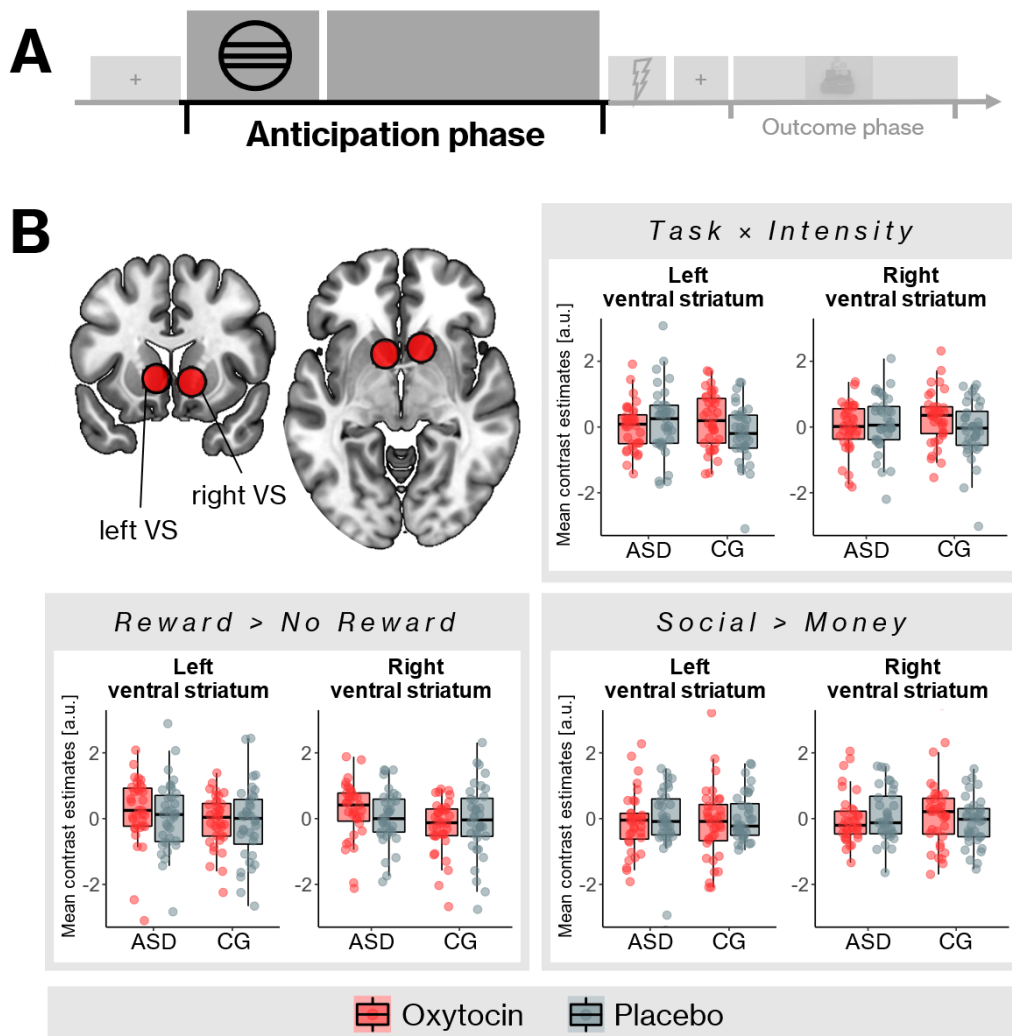 A
+
+
Anticipation phase
Outcome phase
B
left VS
right VS
Task × Intensity
Left
ventral striatum
Right
ventral striatum
Mean contrast estimates [a.u.]
2
0
-2
2
0
-2
ASD
CG
ASD
CG
Reward > No Reward
Left
ventral striatum
Right
ventral striatum
Mean contrast estimates [a.u.]
2
0
-2
2
0
-2
ASD
CG
ASD
CG
Social > Money
Left
ventral striatum
Right
ventral striatum
Mean contrast estimates [a.u.]
2
0
-2
2
0
-2
ASD
CG
ASD
CG
Oxytocin
Placebo